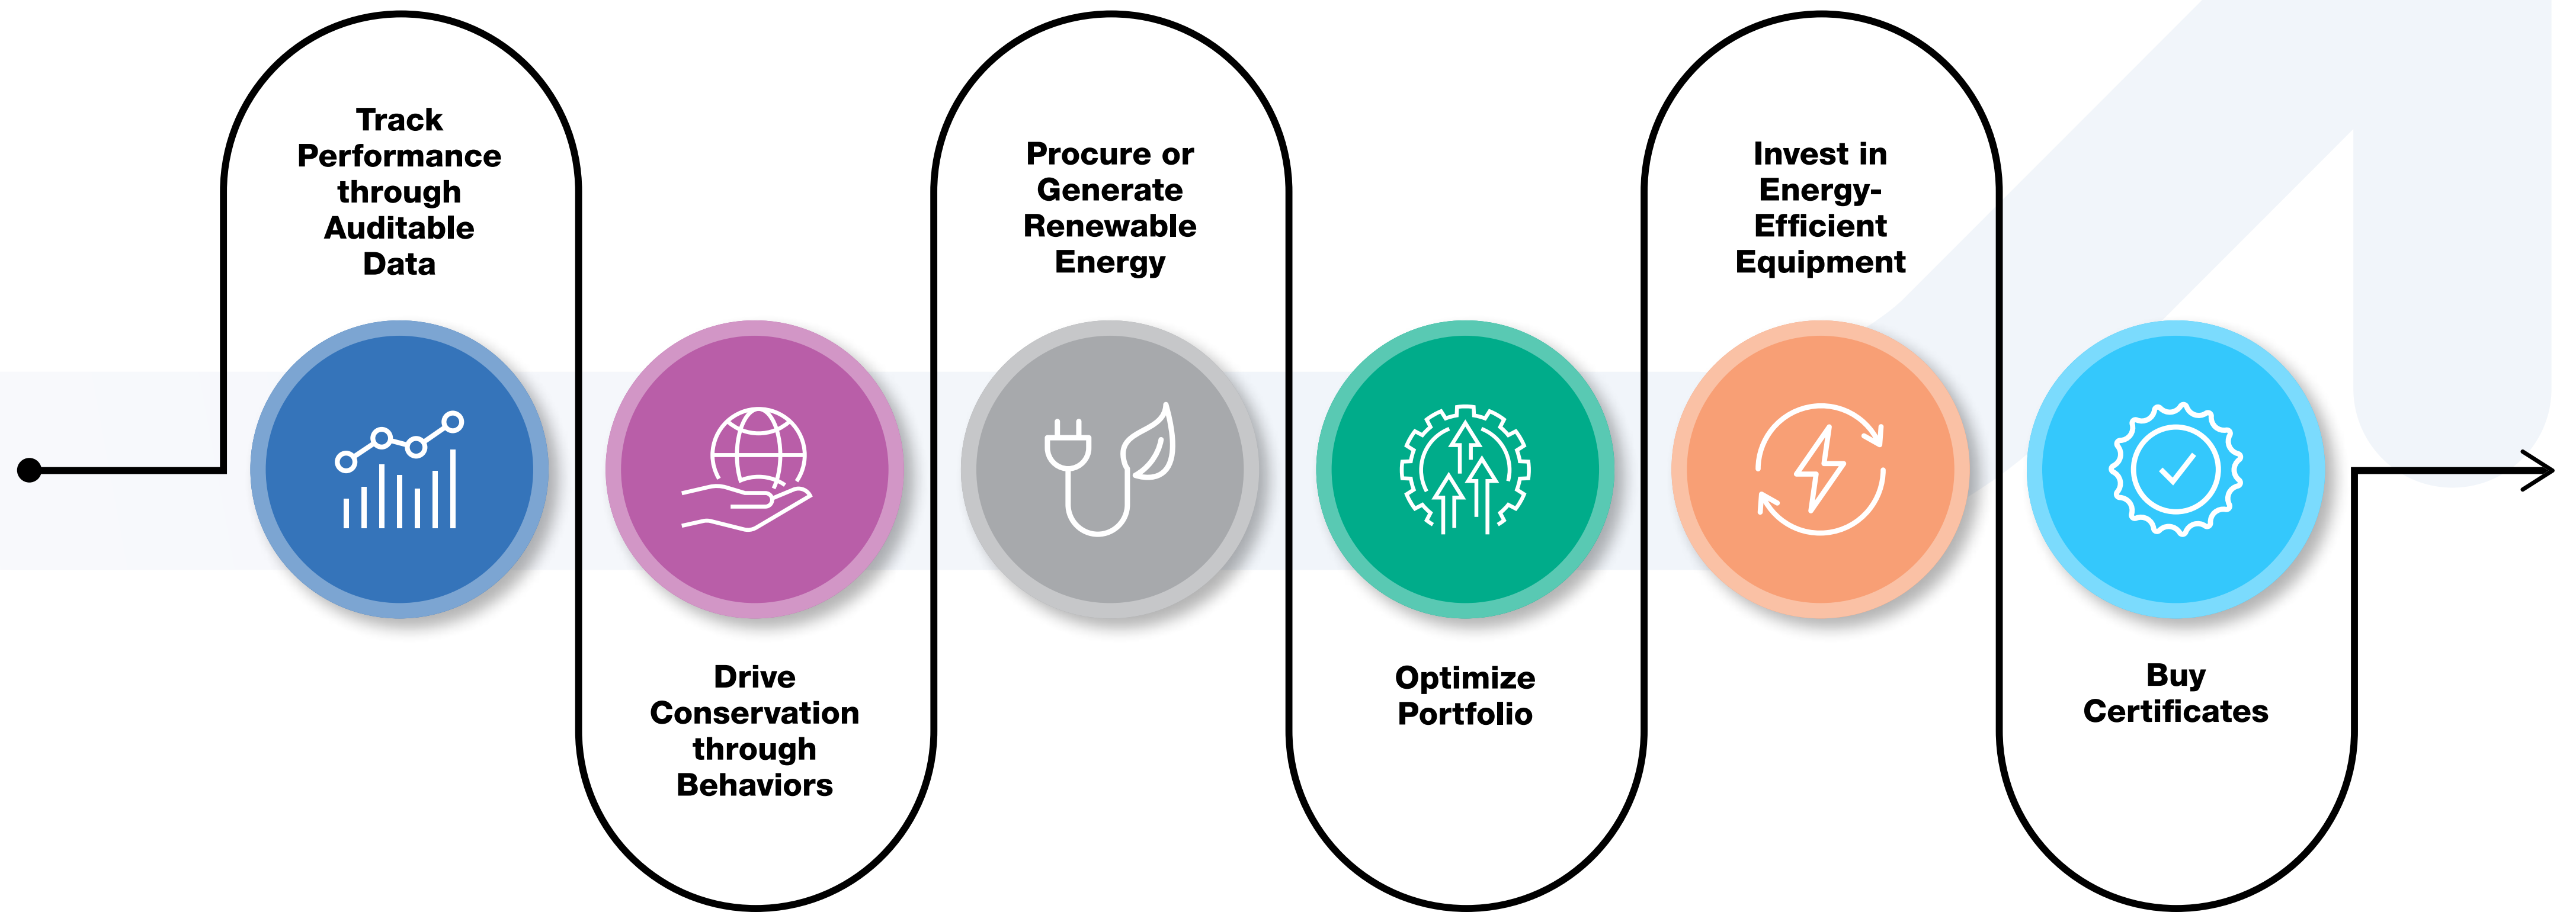 Track
Performance
through
Auditable
Data
Drive
Conservation
through
Behaviors
Procure or
Generate
Renewable
Energy
Optimize
Portfolio
Invest in
Energy-
Efficient
Equipment
Buy
Certificates